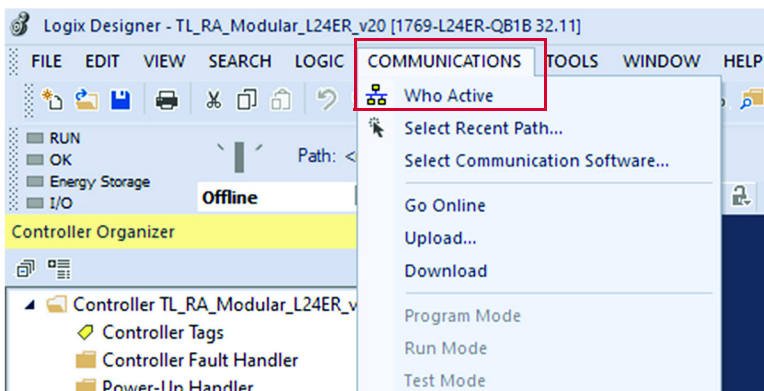 Logix Designer - TL_RA_Modular_L24ER_v20 [1769-L24ER-QB1B 32.11]
FILE EDIT VIEW SEARCH LOGIC COMMUNICATIONS TOOLS WINDOW HELP
Who Active
Select Recent Path...
Select Communication Software...
Go Online
Upload...
Download
Program Mode
Run Mode
Test Mode
RUN
OK
Energy Storage
I/O
Path: <
Offline
Controller Organizer
Controller TL_RA_Modular_L24ER_v
Controller Tags
Controller Fault Handler
Power-Up Handler